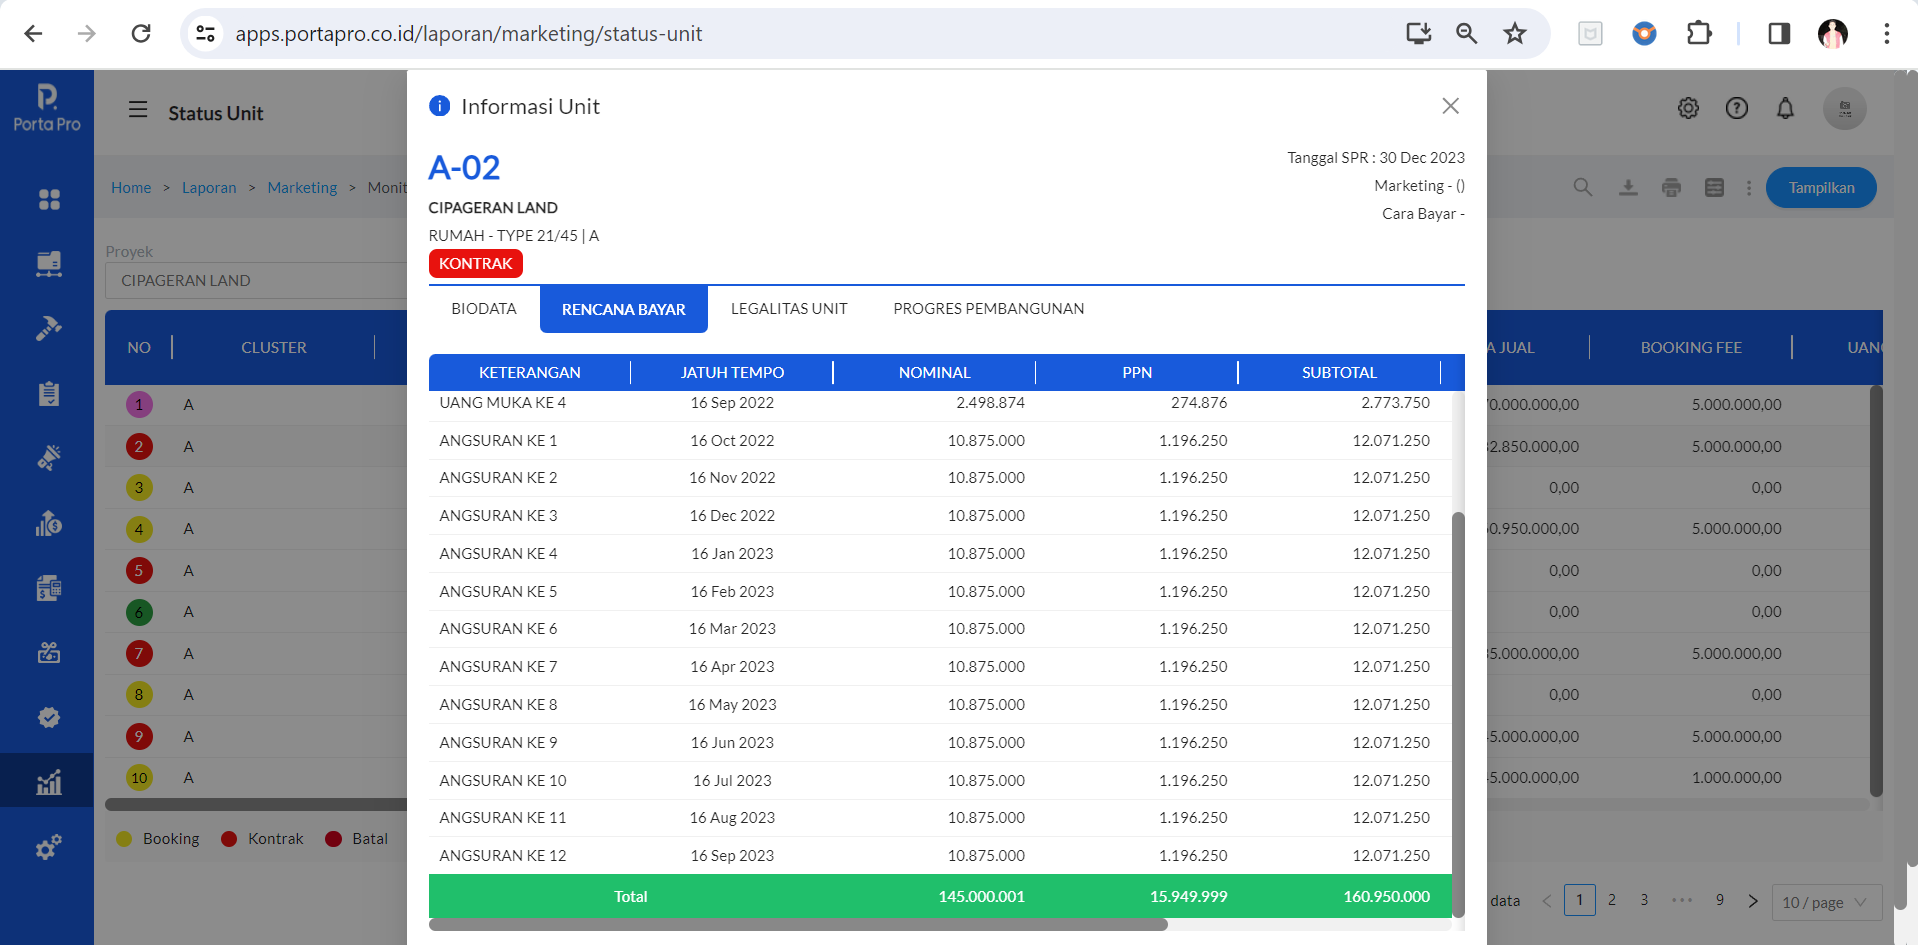 apps.portapro.co.id/laporan/marketing/status-unit
Porta Pro
Status Unit
Home > Laporan > Marketing > Monit
Tampilkan
Proyek
CIPAGERAN LAND
NO CLUSTER
A JUAL BOOKING FEE UANG
1 A 0.000.000,00 5.000.000,00
2 A 2.850.000,00 5.000.000,00
3 A 0,00 0,00
4 A 0.950.000,00 5.000.000,00
5 A 0,00 0,00
6 A 0,00 0,00
7 A 5.000.000,00 5.000.000,00
8 A 0,00 0,00
9 A 5.000.000,00 5.000.000,00
10 A 5.000.000,00 1.000.000,00
Booking Kontrak Batal
data < 1 2 3 ••• 9 > 10 / page
Informasi Unit
A-02
CIPAGERAN LAND
RUMAH - TYPE 21/45 | A
KONTRAK
Tanggal SPR : 30 Dec 2023
Marketing - ()
Cara Bayar -
BIODATA RENCANA BAYAR LEGALITAS UNIT PROGRES PEMBANGUNAN
KETERANGAN JATUH TEMPO NOMINAL PPN SUBTOTAL
UANG MUKA KE 4 16 Sep 2022 2.498.874 274.876 2.773.750
ANGSURAN KE 1 16 Oct 2022 10.875.000 1.196.250 12.071.250
ANGSURAN KE 2 16 Nov 2022 10.875.000 1.196.250 12.071.250
ANGSURAN KE 3 16 Dec 2022 10.875.000 1.196.250 12.071.250
ANGSURAN KE 4 16 Jan 2023 10.875.000 1.196.250 12.071.250
ANGSURAN KE 5 16 Feb 2023 10.875.000 1.196.250 12.071.250
ANGSURAN KE 6 16 Mar 2023 10.875.000 1.196.250 12.071.250
ANGSURAN KE 7 16 Apr 2023 10.875.000 1.196.250 12.071.250
ANGSURAN KE 8 16 May 2023 10.875.000 1.196.250 12.071.250
ANGSURAN KE 9 16 Jun 2023 10.875.000 1.196.250 12.071.250
ANGSURAN KE 10 16 Jul 2023 10.875.000 1.196.250 12.071.250
ANGSURAN KE 11 16 Aug 2023 10.875.000 1.196.250 12.071.250
ANGSURAN KE 12 16 Sep 2023 10.875.000 1.196.250 12.071.250
Total 145.000.001 15.949.999 160.950.000